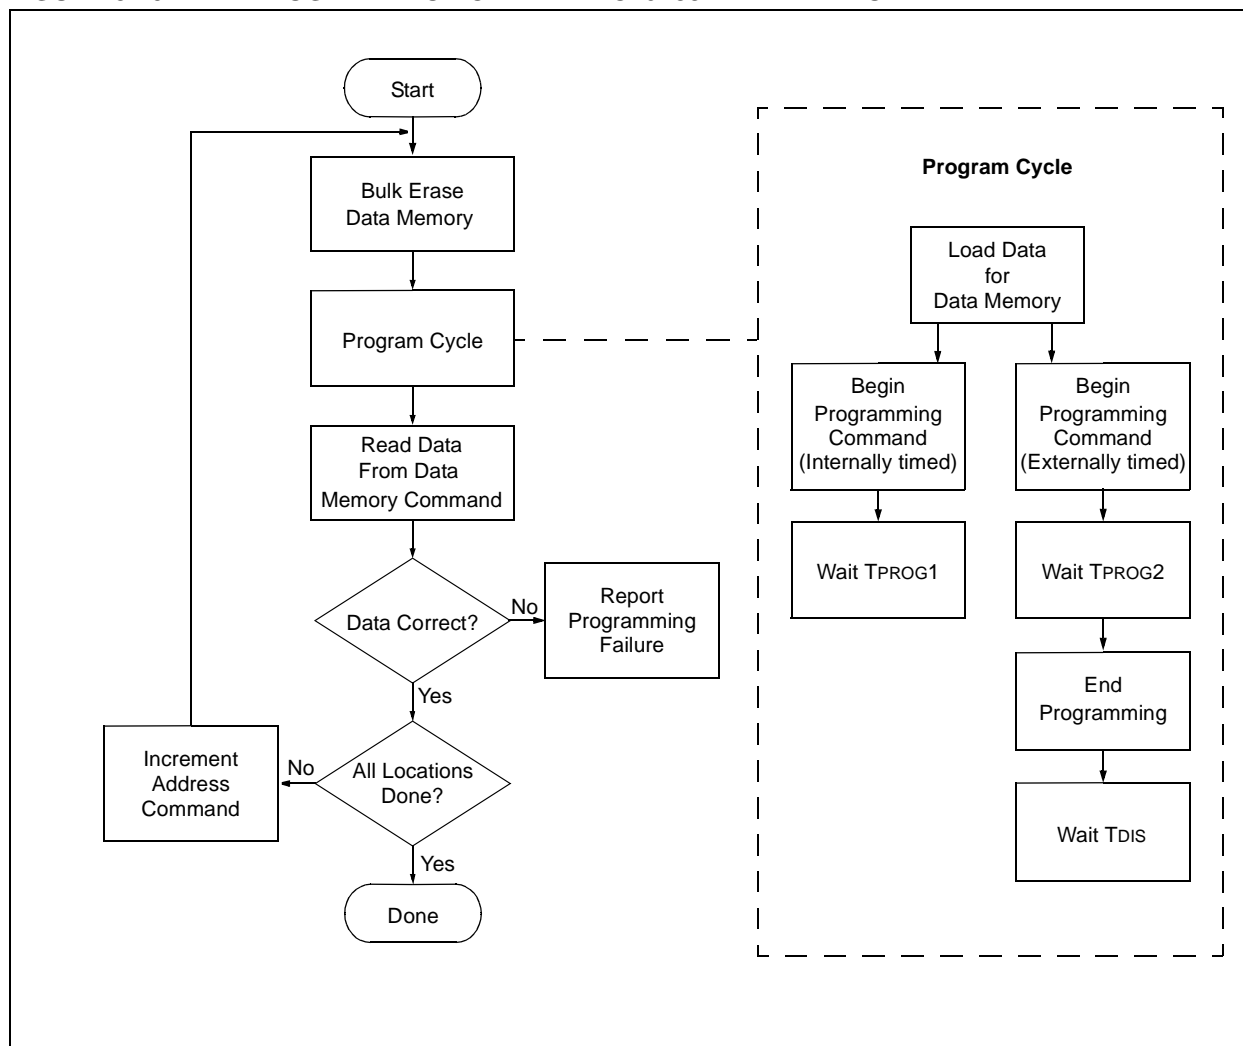 Start
Bulk Erase
Data Memory
Program Cycle
Read Data
From Data
Memory Command
Data Correct?
No
Report
Programming
Failure
Yes
All Locations
Done?
No
Increment
Address
Command
Yes
Done
Program Cycle
Load Data
for
Data Memory
Begin
Programming
Command
(Internally timed)
Wait TPROG1
Begin
Programming
Command
(Externally timed)
Wait TPROG2
End
Programming
Wait TDIS